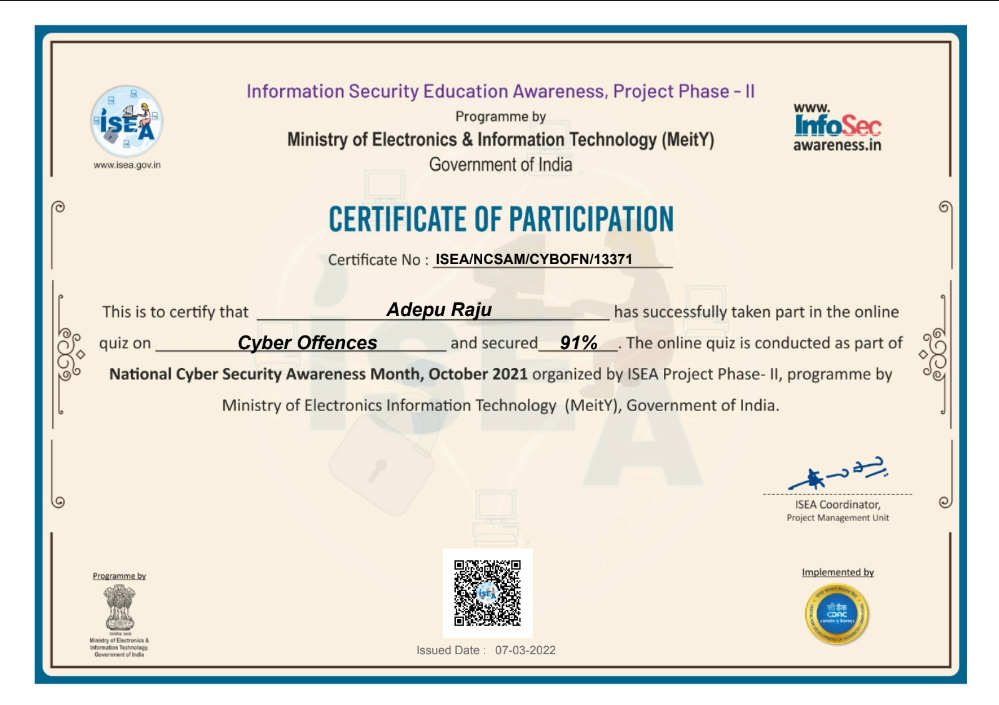 Information Security Education Awareness, Project Phase - II
Programme by
Ministry of Electronics & Information Technology (MeitY)
Government of India
ISEA
www.isea.gov.in
www.
InfoSec
awareness.in
CERTIFICATE OF PARTICIPATION
Certificate No : ISEA/NCSAM/CYBOFN/13371
This is to certify that Adepu Raju has successfully taken part in the online
quiz on Cyber Offences and secured 91% . The online quiz is conducted as part of
National Cyber Security Awareness Month, October 2021 organized by ISEA Project Phase- II, programme by
Ministry of Electronics Information Technology (MeitY), Government of India.
ISEA
ISEA Coordinator,
Project Management Unit
Programme by
सत्यमेव जयते
Ministry of Electronics &
Information Technology,
Government of India
ISEA
Issued Date : 07-03-2022
Implemented by
सी डैक
CDAC